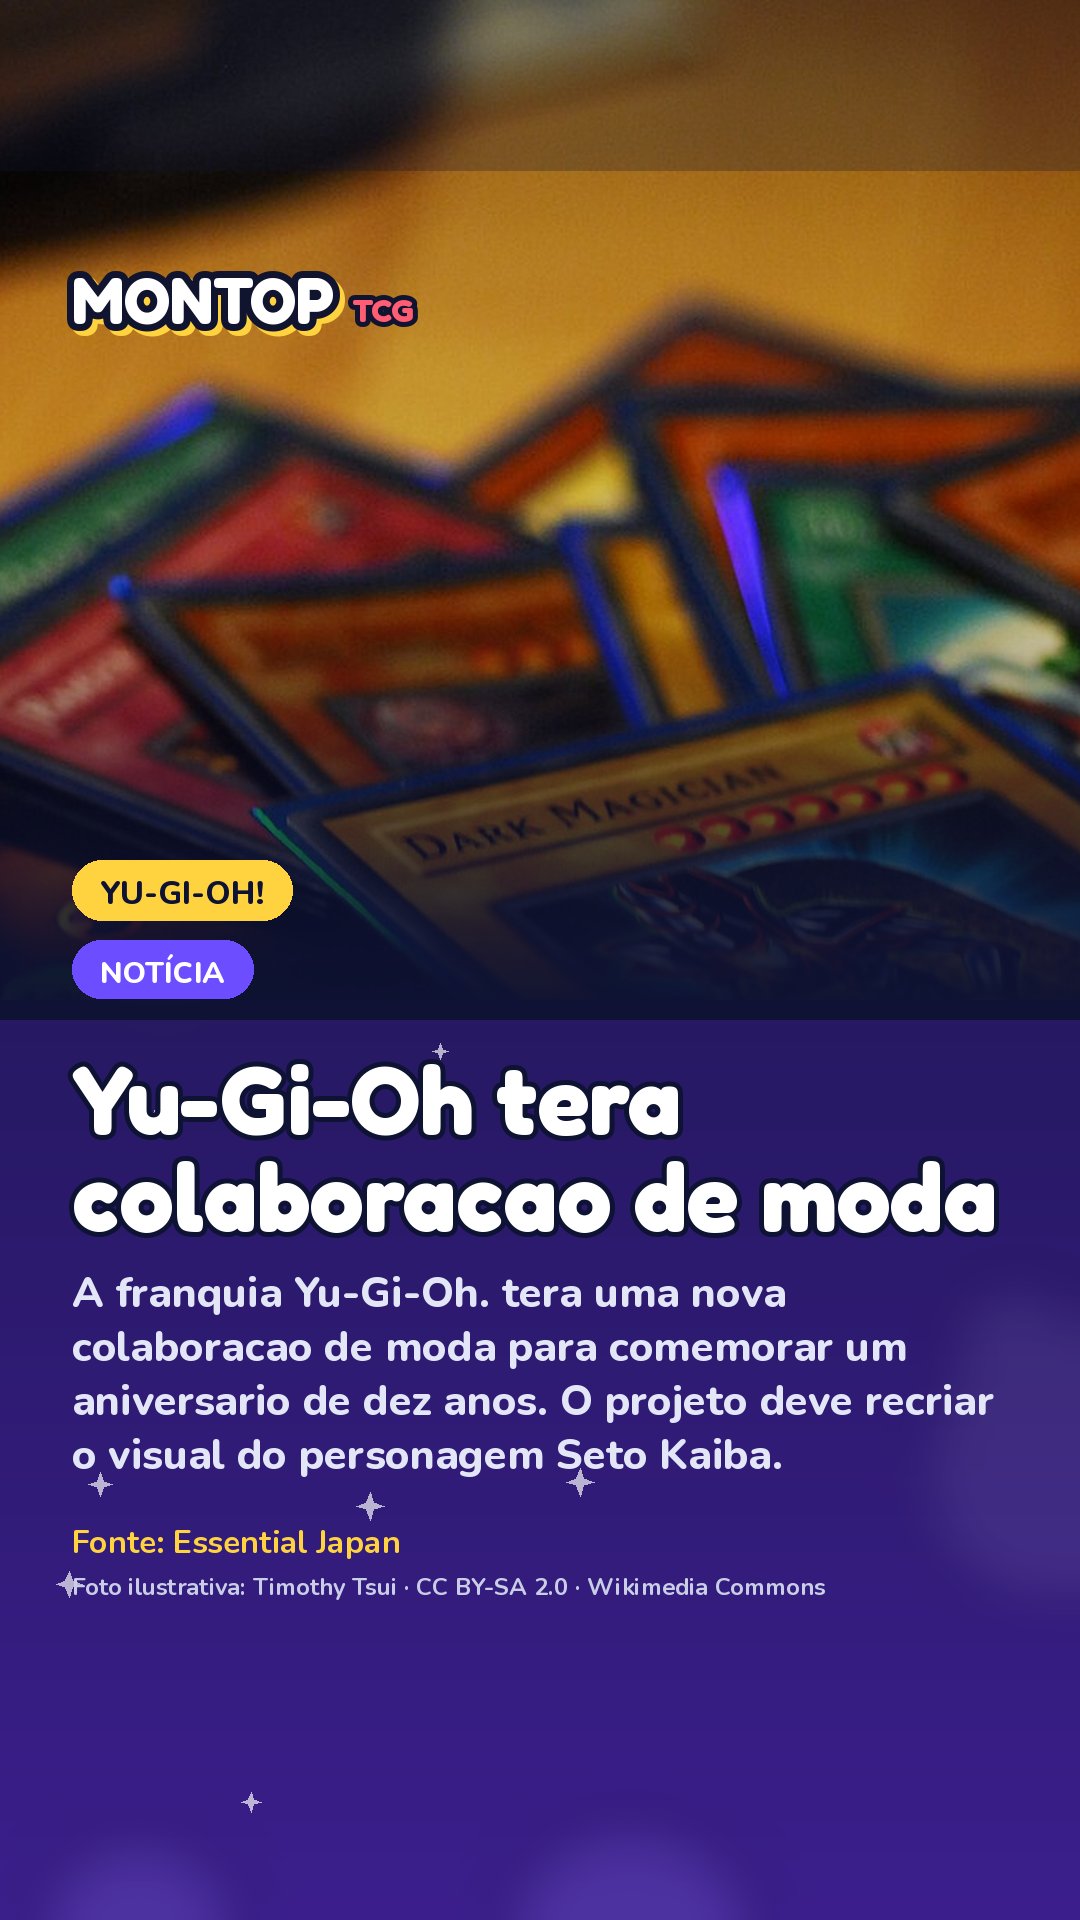 MONTOP TCG
DARK MAGICIAN
YU-GI-OH!
NOTÍCIA
Yu-Gi-Oh tera
colaboracao de moda
A franquia Yu-Gi-Oh. tera uma nova
colaboracao de moda para comemorar um
aniversario de dez anos. O projeto deve recriar
o visual do personagem Seto Kaiba.
Fonte: Essential Japan
Foto ilustrativa: Timothy Tsui · CC BY-SA 2.0 · Wikimedia Commons